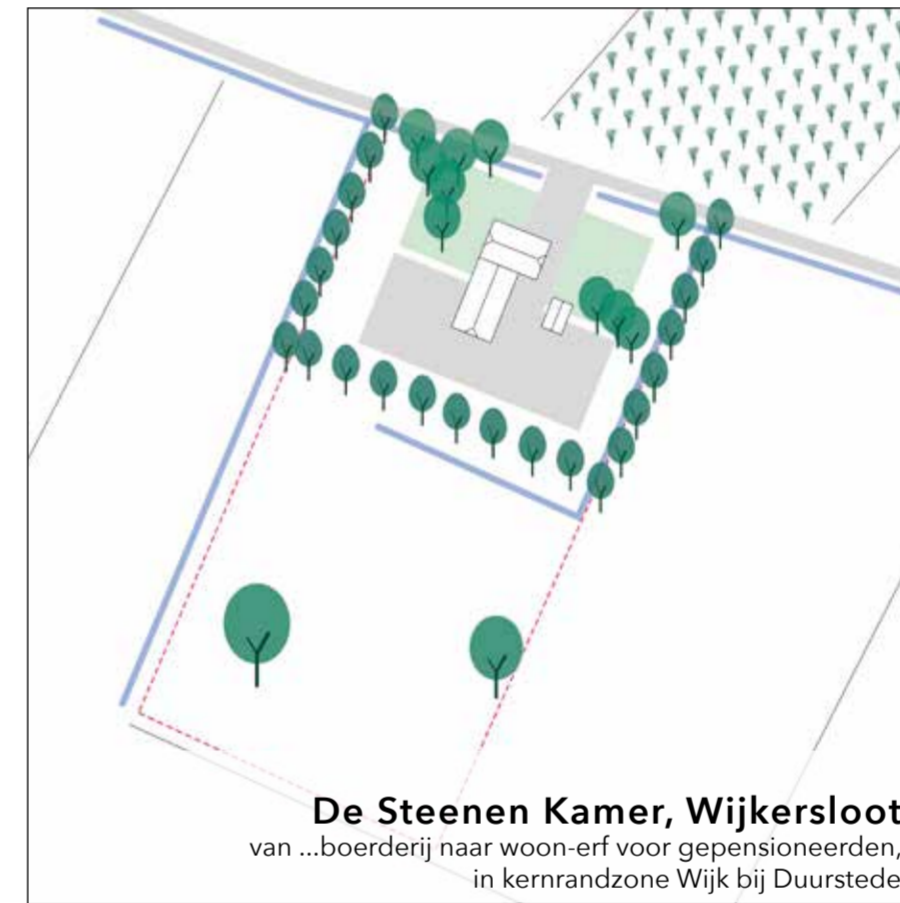 De Steenen Kamer, Wijkersloot
van ...boerderij naar woon-erf voor gepensioneerden,
in kernrandzone Wijk bij Duurstede